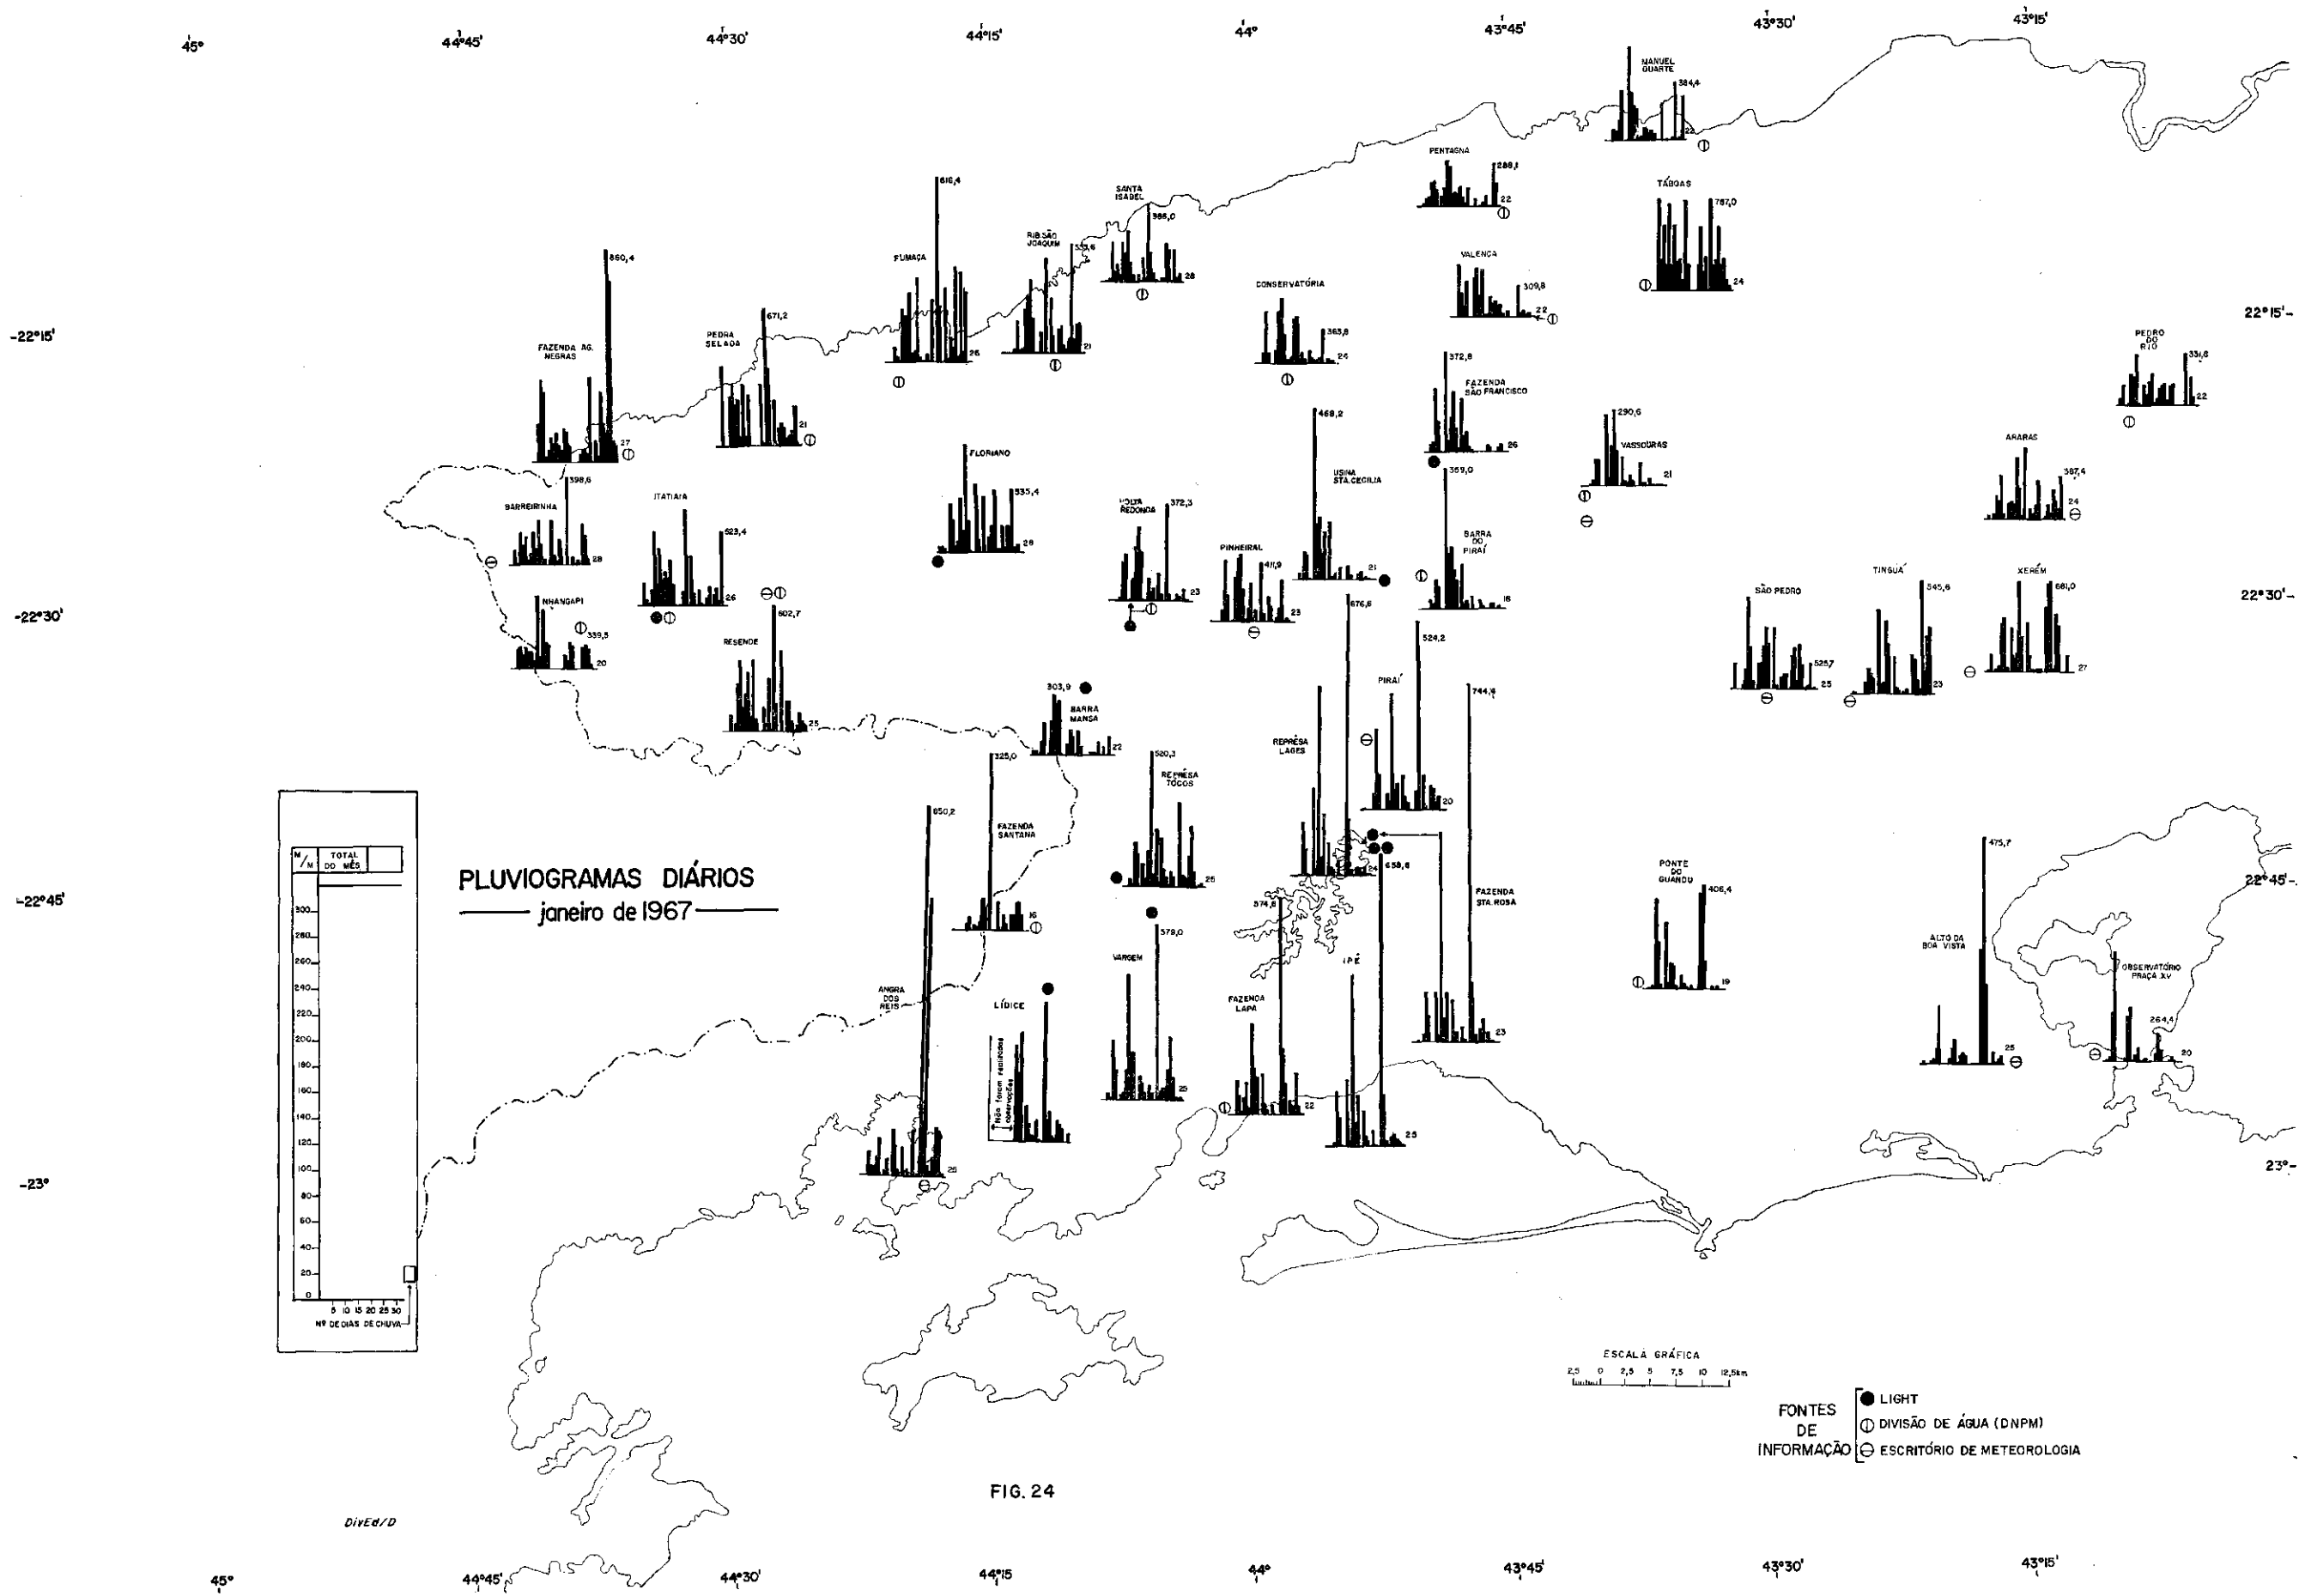 45°
44°45'
44°30'
44°15'
44°
43°45'
43°30'
43°15'
MANUEL
DUARTE
384,4
22
PENTAGNA
288,1
22
TÁBOAS
787,0
24
SANTA
ISABEL
386,0
28
616,4
FUMAÇA
26
RIB.SÃO
JOAQUIM
21
860,4
FAZENDA AG.
NEGRAS
27
PEDRA
SELADA
671,2
21
CONSERVATÓRIA
363,8
24
VALENÇA
309,8
22
-22°15'
22°15'-
PEDRO
DO
RIO
331,6
22
372,8
FAZENDA
SÃO FRANCISCO
26
468,2
USINA
STA.CECILIA
21
290,6
VASSOURAS
21
ARARAS
387,4
24
FLORIANO
535,4
28
398,6
BARREIRINHA
28
ITATIAIA
623,4
26
VOLTA
REDONDA
372,3
23
PINHEIRAL
411,9
23
359,0
BARRA
DO
PIRAÍ
18
SÃO PEDRO
525,7
25
TINGUÁ
545,6
23
XERÉM
681,0
27
-22°30'
22°30'-
NHANGAPI
339,5
20
602,7
RESENDE
25
303,9
BARRA
MANSA
22
676,8
REPRÊSA
LAGES
24
524,2
PIRAÍ
20
744,4
FAZENDA
STA.ROSA
23
325,0
FAZENDA
SANTANA
16
520,3
REPRÊSA
TÓCOS
25
850,2
ANGRA
DOS
REIS
25
M/M
TOTAL
DO MÊS
300
280
260
240
220
200
180
160
140
120
100
80
60
40
20
0
5 10 15 20 25 30
Nº DE DIAS DE CHUVA
PLUVIOGRAMAS DIÁRIOS
janeiro de 1967
-22°45'
22°45'-
LÍDICE
Não foram realizadas
observações
579,0
VARGEM
25
574,8
FAZENDA
LAPA
22
658,6
IPÊ
25
PONTE
DO
GUANDU
406,4
19
475,7
ALTO DA
BOA VISTA
25
OBSERVATÓRIO
PRAÇA XV
264,4
20
-23°
23°-
ESCALA GRÁFICA
2,5 0 2,5 5 7,5 10 12,5km
FONTES
DE
INFORMAÇÃO
LIGHT
DIVISÃO DE ÁGUA (DNPM)
ESCRITÓRIO DE METEOROLOGIA
FIG. 24
DivEd/D
45°
44°45'
44°30'
44°15'
44°
43°45'
43°30'
43°15'